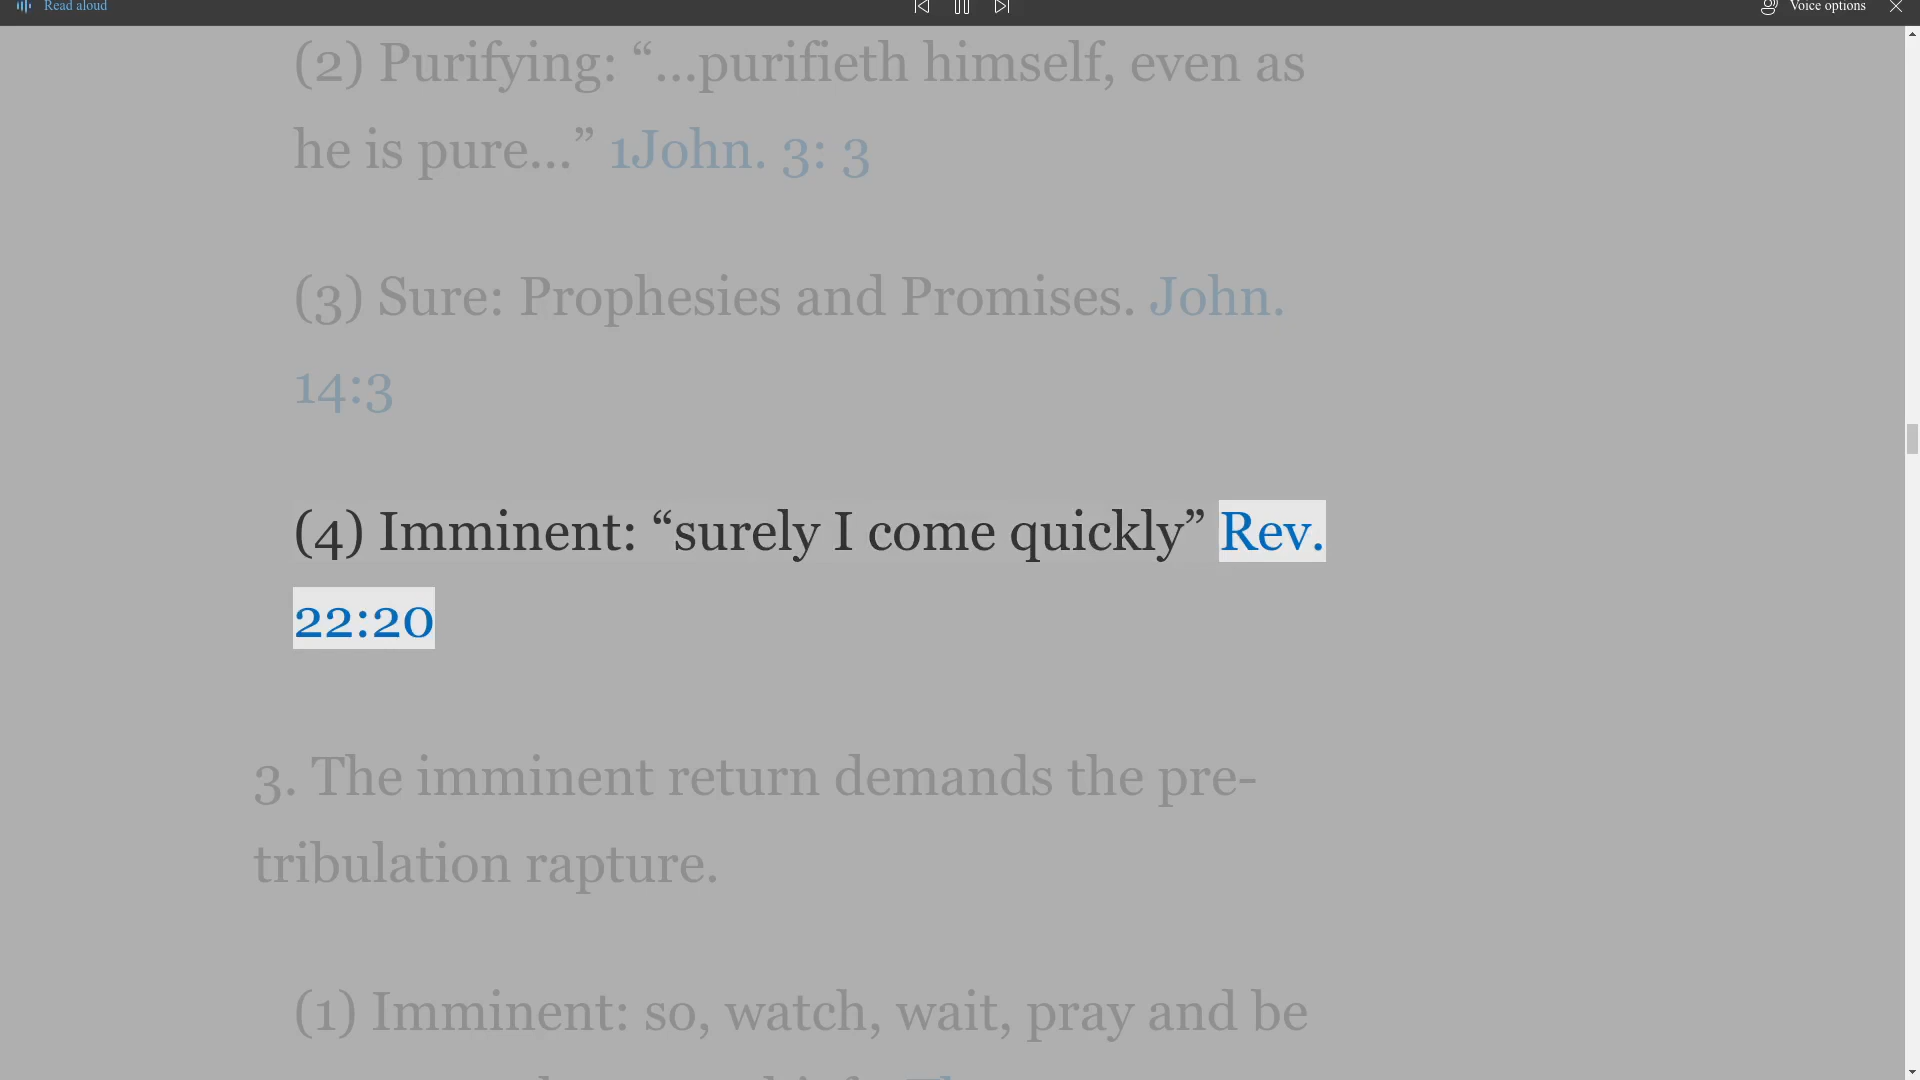 Read aloud
Voice options
(2) Purifying: “...purifieth himself, even as
he is pure...” 1John. 3: 3
(3) Sure: Prophesies and Promises. John.
14:3
(4) Imminent: “surely I come quickly” Rev.
22:20
3. The imminent return demands the pre-
tribulation rapture.
(1) Imminent: so, watch, wait, pray and be